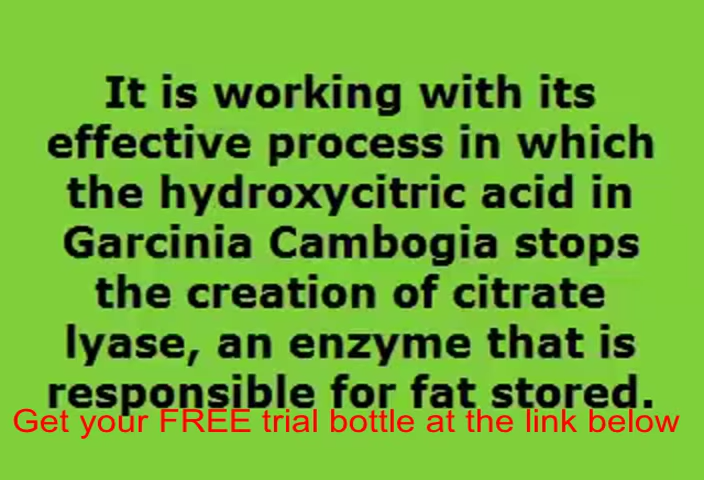 It is working with its
effective process in which
the hydroxycitric acid in
Garcinia Cambogia stops
the creation of citrate
lyase, an enzyme that is
responsible for fat stored.
Get your FREE trial bottle at the link below